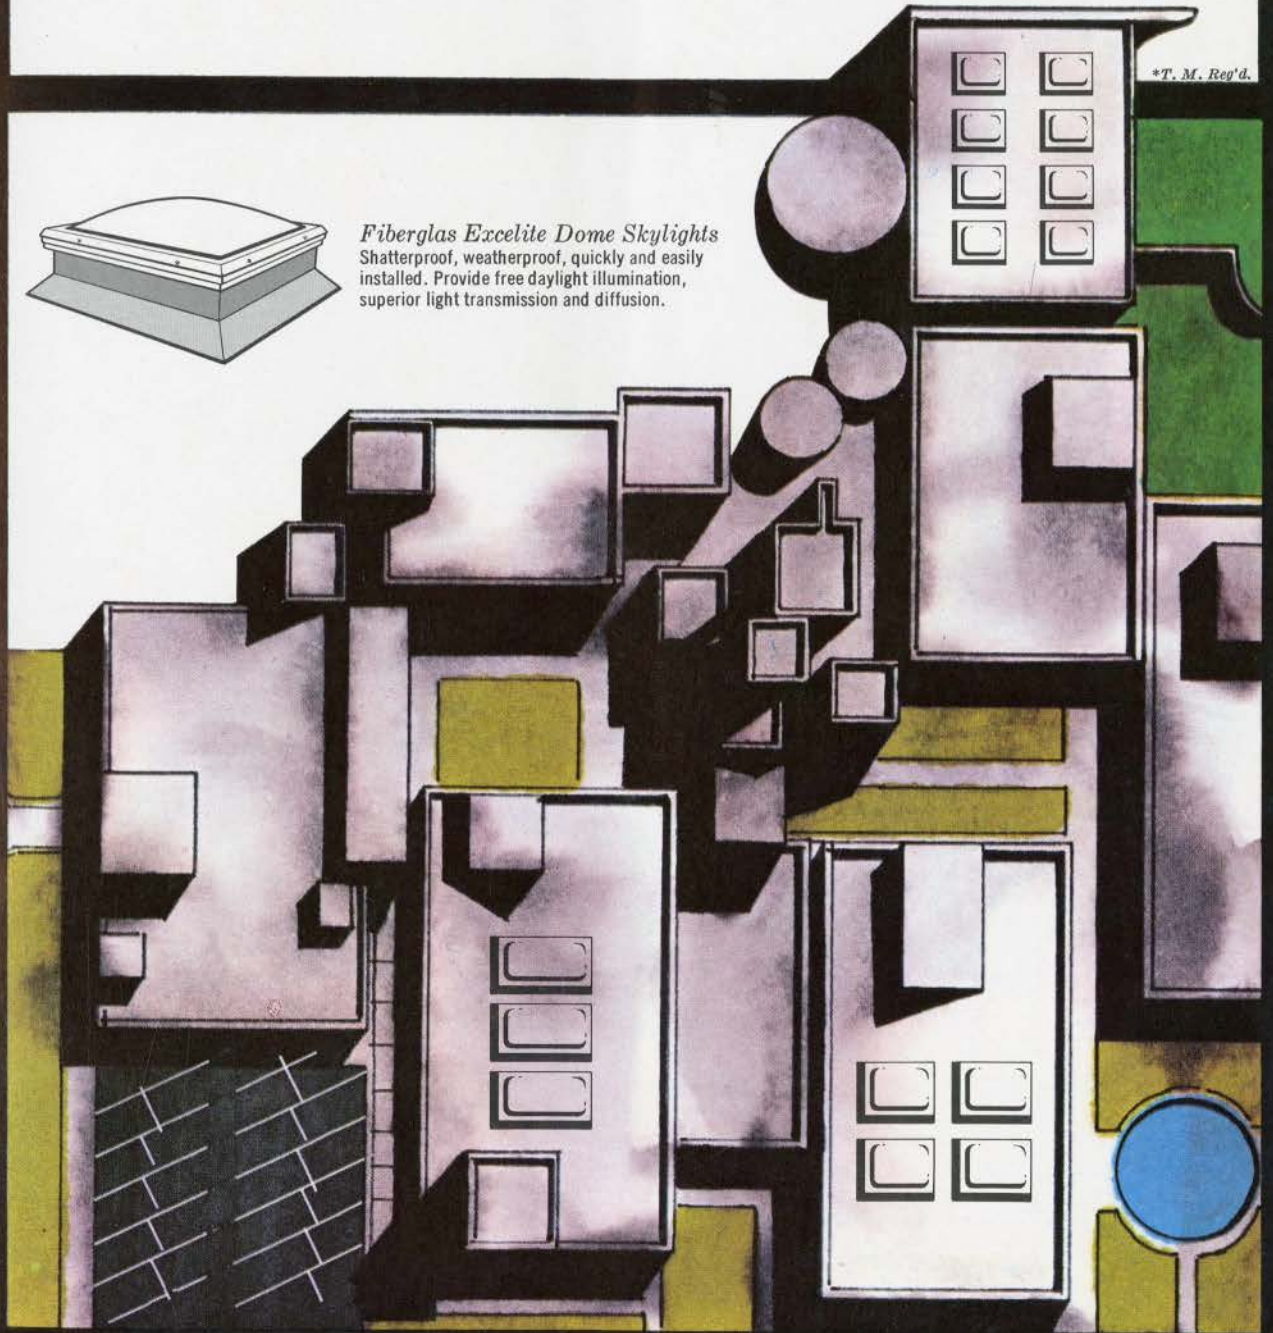 *T. M. Reg'd.
Fiberglas Excelite Dome Skylights
Shatterproof, weatherproof, quickly and easily
installed. Provide free daylight illumination,
superior light transmission and diffusion.